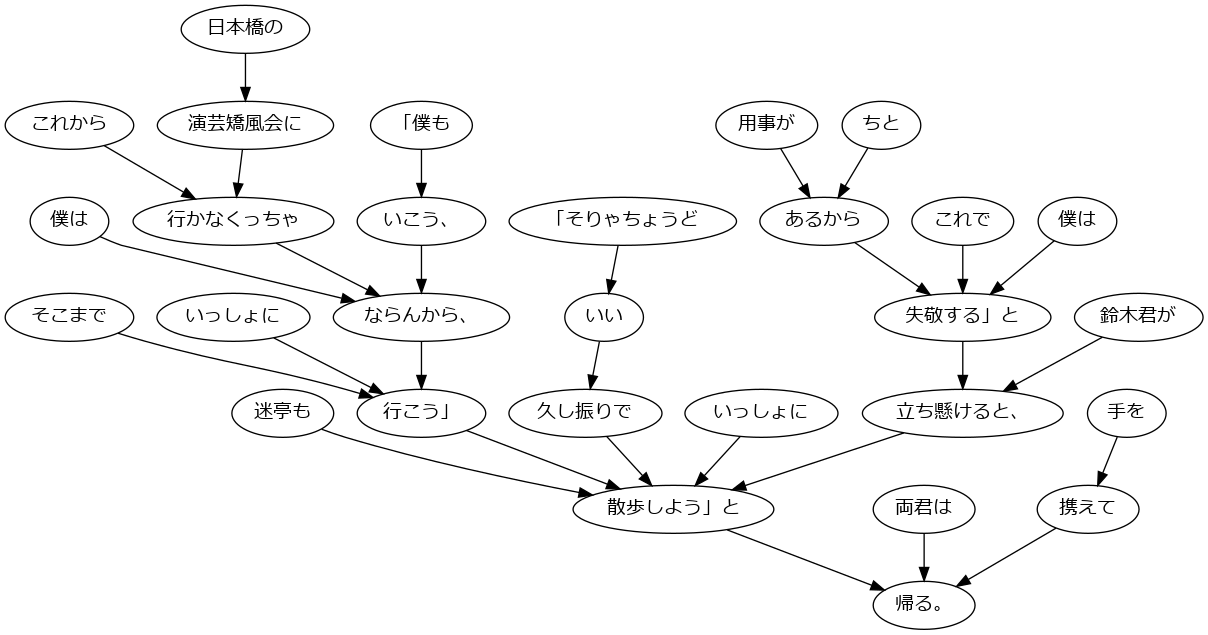 日本橋の
これから
演芸矯風会に
「僕も
用事が
ちと
僕は
行かなくっちゃ
いこう、
「そりゃちょうど
あるから
これで
僕は
そこまで
いっしょに
ならんから、
いい
失敬する」と
鈴木君が
迷亭も
行こう」
久し振りで
いっしょに
立ち懸けると、
手を
散歩しよう」と
両君は
携えて
帰る。